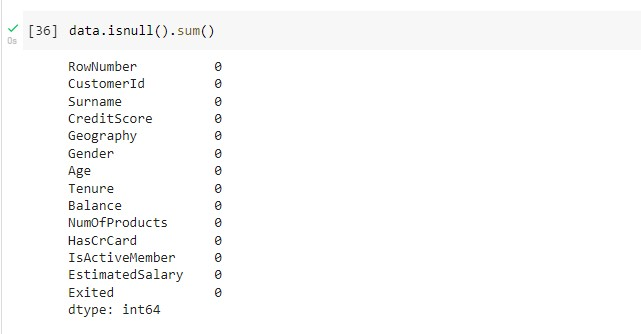 [36] data.isnull().sum()
0s
RowNumber 0
CustomerId 0
Surname 0
CreditScore 0
Geography 0
Gender 0
Age 0
Tenure 0
Balance 0
NumOfProducts 0
HasCrCard 0
IsActiveMember 0
EstimatedSalary 0
Exited 0
dtype: int64